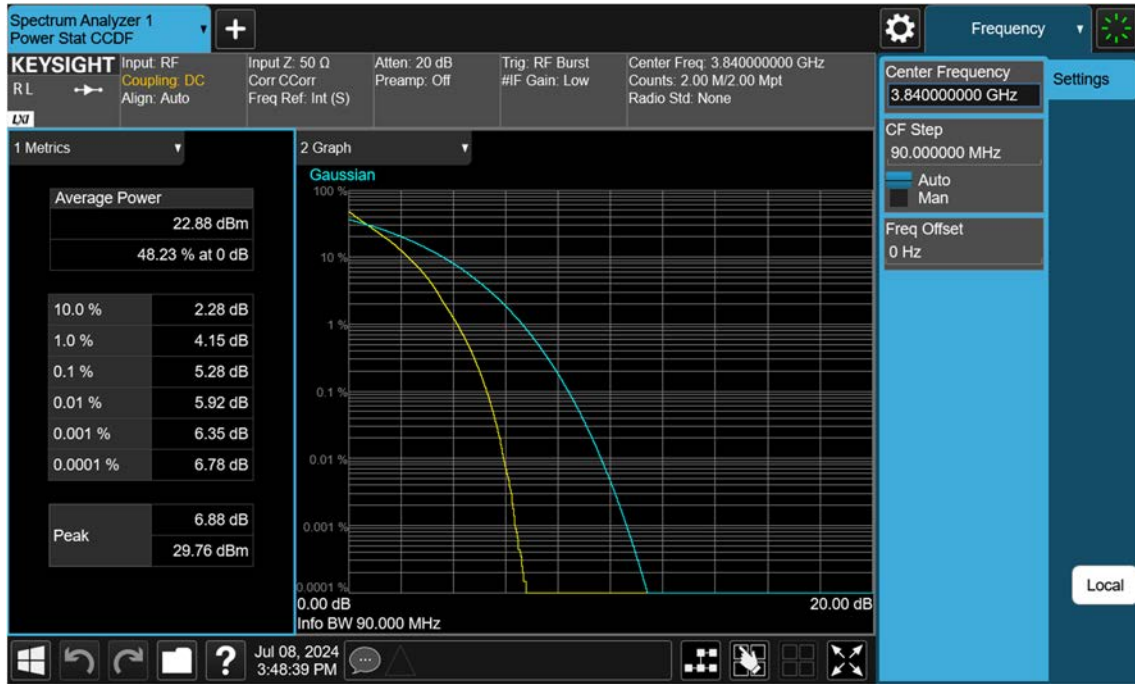 Spectrum Analyzer 1
Power Stat CCDF
+
Frequency
KEYSIGHT
RL
LXI
Input: RF
Coupling: DC
Align: Auto
Input Z: 50 Ω
Corr CCorr
Freq Ref: Int (S)
Atten: 20 dB
Preamp: Off
Trig: RF Burst
#IF Gain: Low
Center Freq: 3.840000000 GHz
Counts: 2.00 M/2.00 Mpt
Radio Std: None
1 Metrics
Average Power
22.88 dBm
48.23 % at 0 dB
10.0 % 2.28 dB
1.0 % 4.15 dB
0.1 % 5.28 dB
0.01 % 5.92 dB
0.001 % 6.35 dB
0.0001 % 6.78 dB
Peak
6.88 dB
29.76 dBm
2 Graph
Gaussian
100 %
10 %
1 %
0.1 %
0.01 %
0.001 %
0.0001 %
0.00 dB 20.00 dB
Info BW 90.000 MHz
Center Frequency
3.840000000 GHz
CF Step
90.000000 MHz
Auto
Man
Freq Offset
0 Hz
Settings
Local
?
Jul 08, 2024
3:48:39 PM